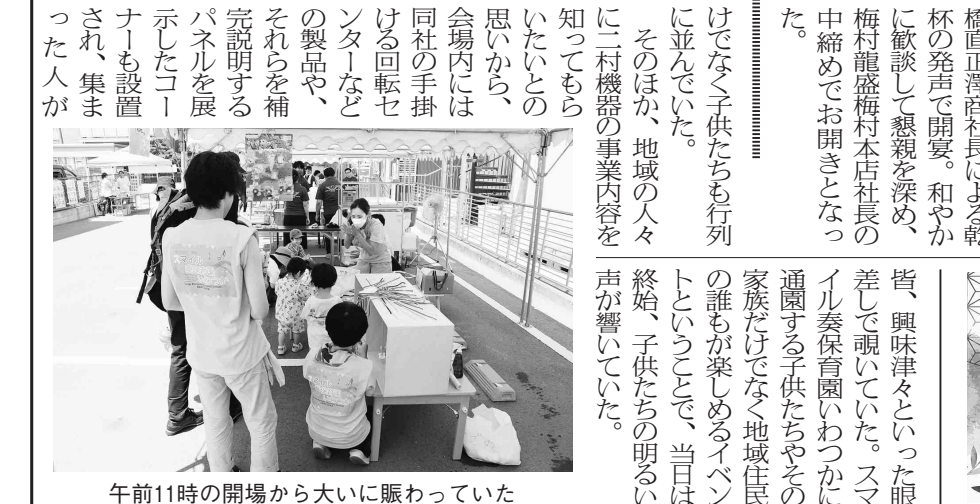 橋直正澤商社長による乾
杯の発声で開宴。和やか
に歓談して懇親を深め、
梅村龍盛梅村本店社長の
中締めでお開きとなっ
た。
けでなく子供たちも行列
に並んでいた。
そのほか、地域の人々
に二村機器の事業内容を
知ってもら
いたいとの
思いから、
会場内には
同社の手掛
ける回転セ
ンターなど
の製品や、
それらを補
完説明する
パネルを展
示したコー
ナーも設置
され、集ま
った人が
皆、興味津々といった眼
差しで覗いていた。スマ
イル奏保育園いわつかに
通園する子供たちやその
家族だけでなく地域住民
の誰もが楽しめるイベン
トということで、当日は
終始、子供たちの明るい
声が響いていた。
午前11時の開場から大いに賑わっていた